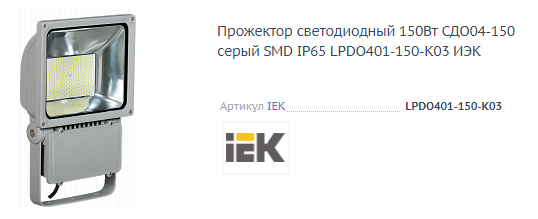 Прожектор светодиодный 150Вт СДО04-150
серый SMD IP65 LPDO401-150-K03 ИЭК
Артикул IEK LPDO401-150-K03
iEK